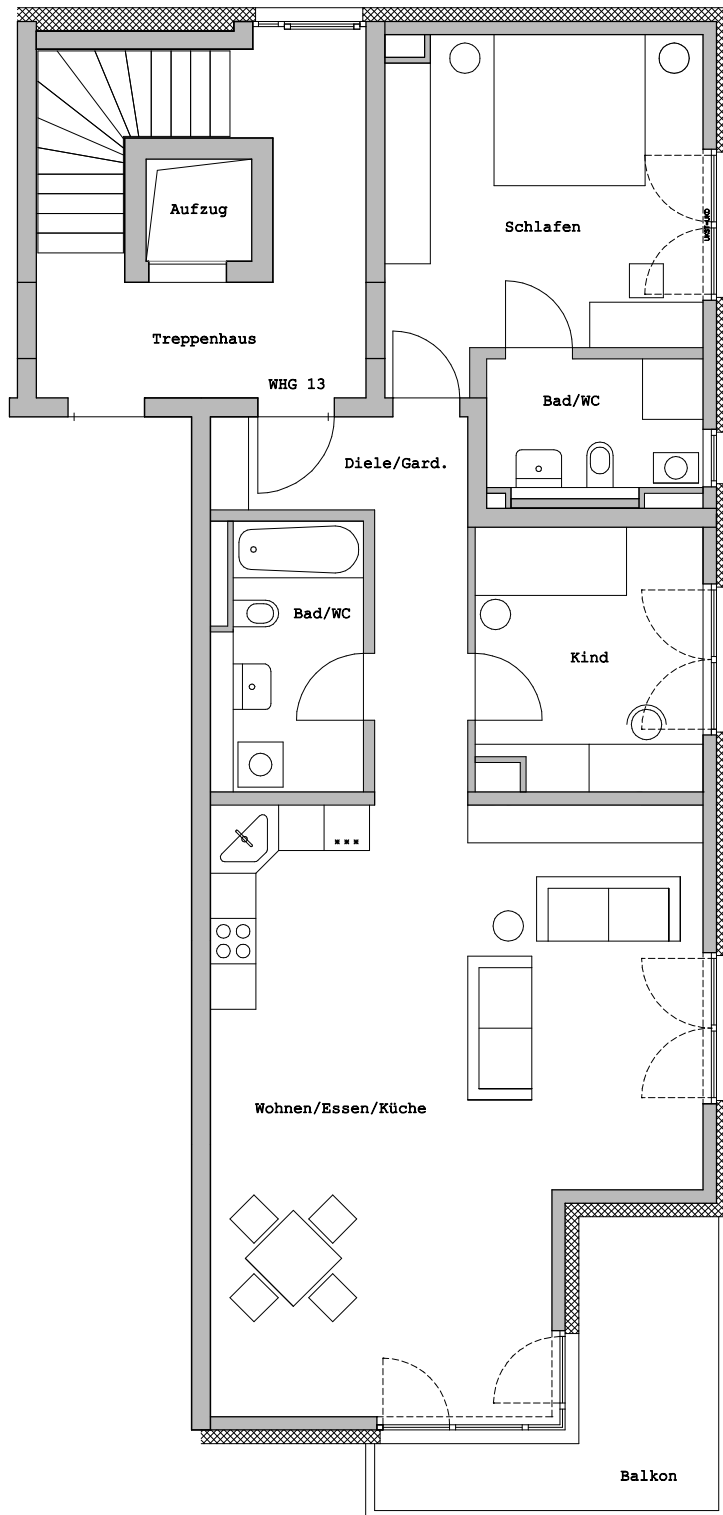 Aufzug
Schlafen
Treppenhaus
WHG 13
Bad/WC
Diele/Gard.
Bad/WC
Kind
Wohnen/Essen/Küche
Balkon